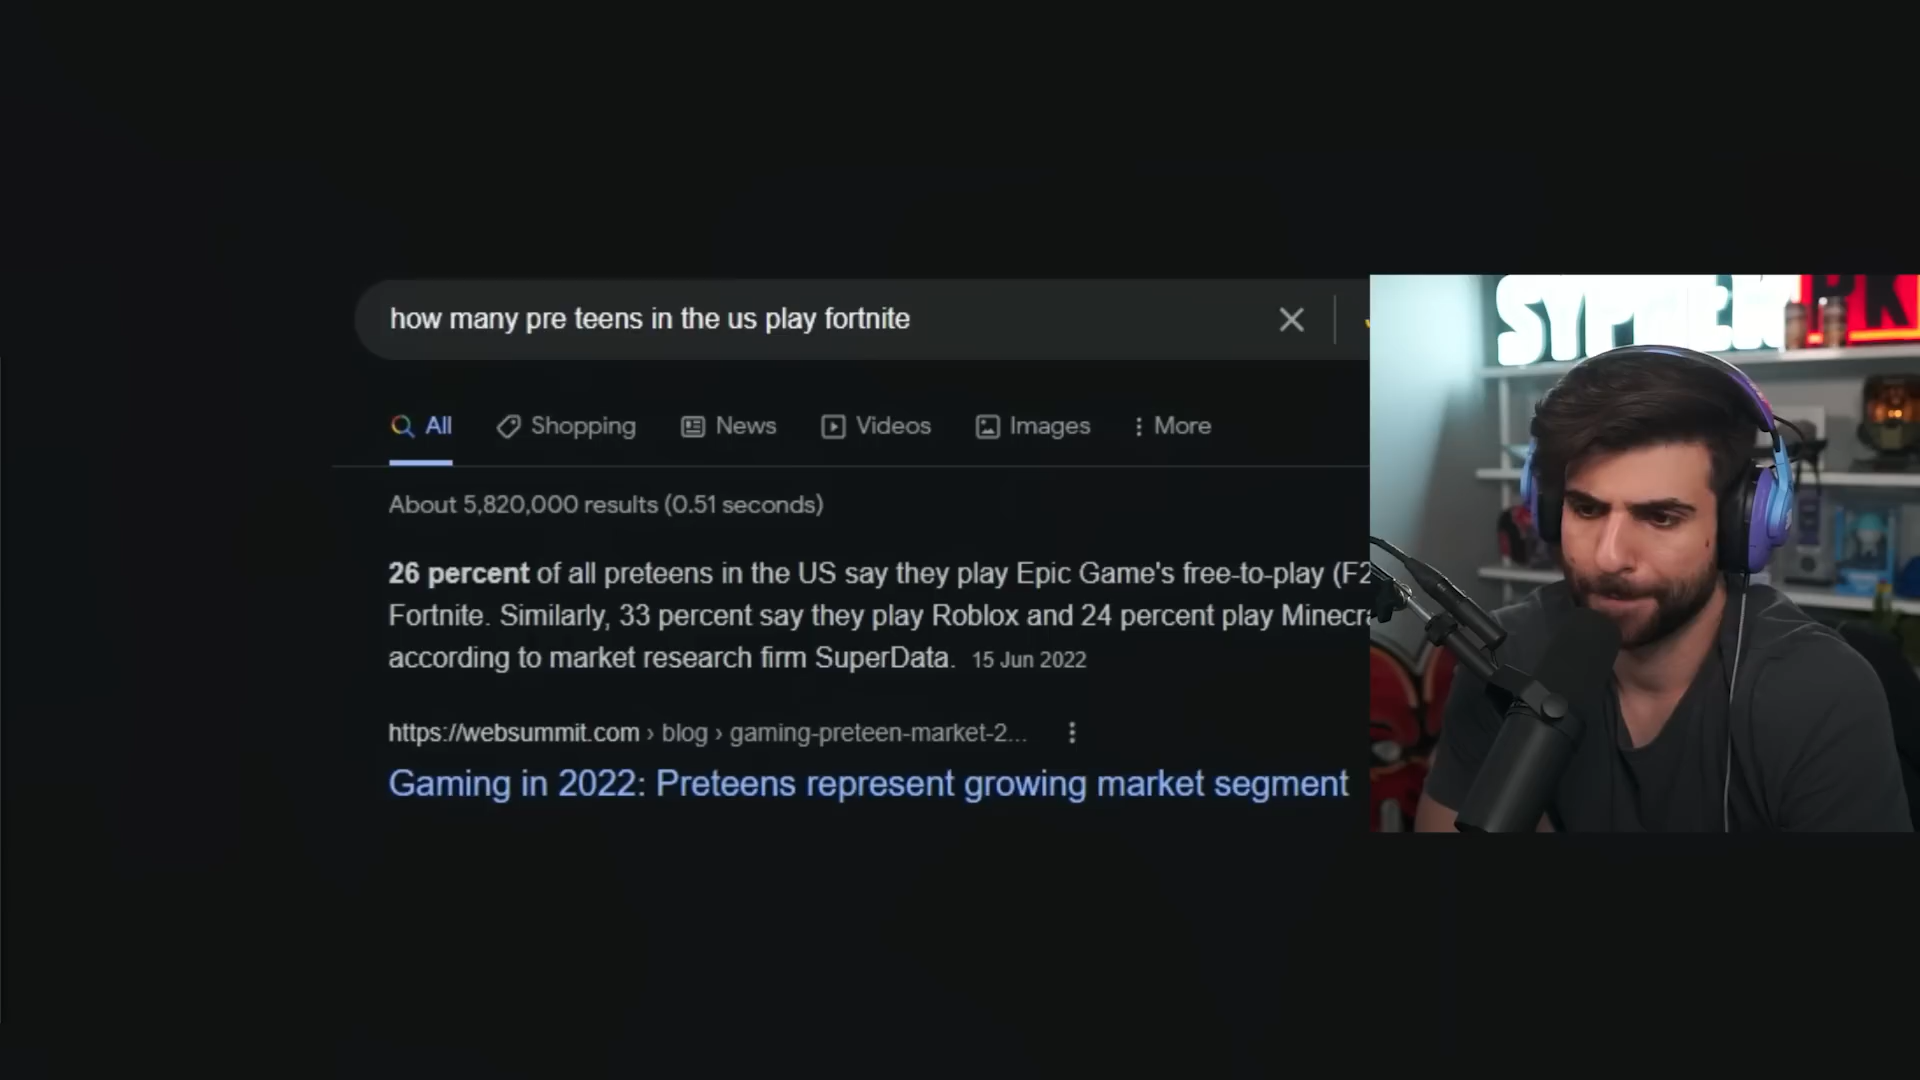 how many pre teens in the us play fortnite
All Shopping News Videos Images More
About 5,820,000 results (0.51 seconds)
26 percent of all preteens in the US say they play Epic Game's free-to-play (F2
Fortnite. Similarly, 33 percent say they play Roblox and 24 percent play Minecra
according to market research firm SuperData. 15 Jun 2022
https://websummit.com › blog › gaming-preteen-market-2...
Gaming in 2022: Preteens represent growing market segment
SYPHER PK